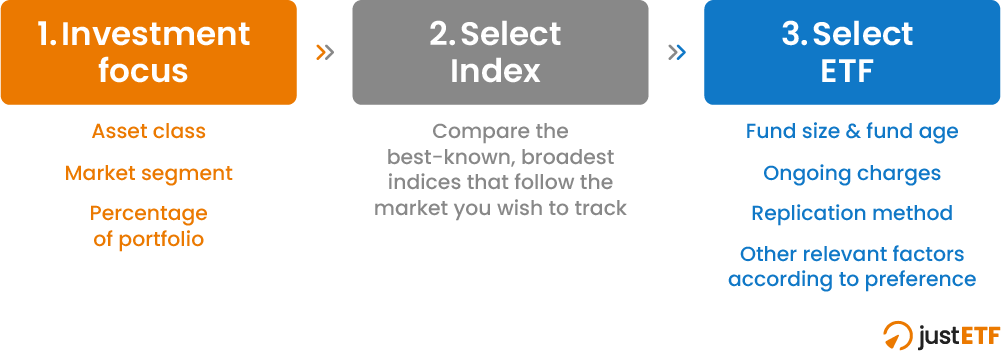 1. Investment
focus
Asset class
Market segment
Percentage
of portfolio
2. Select
Index
Compare the
best-known, broadest
indices that follow the
market you wish to track
3. Select
ETF
Fund size & fund age
Ongoing charges
Replication method
Other relevant factors
according to preference
justETF